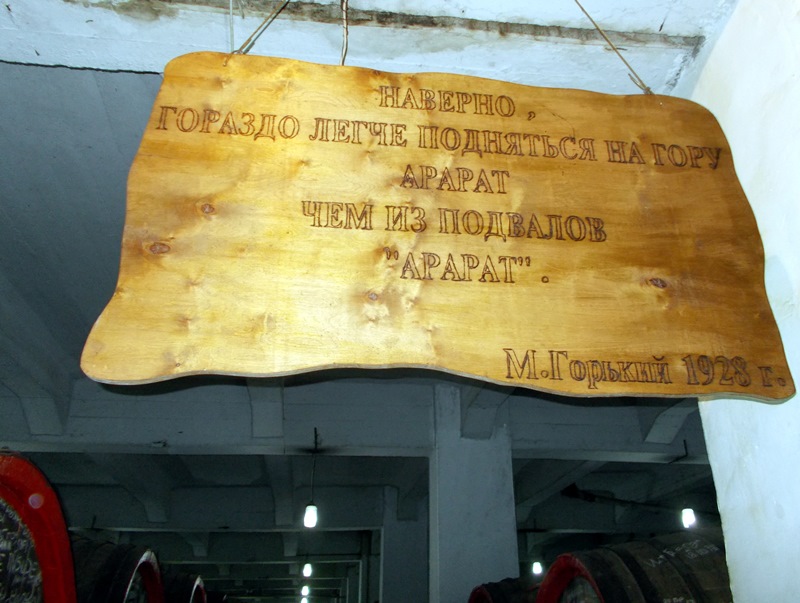 НАВЕРНО ,
ГОРАЗДО ЛЕГЧЕ ПОДНЯТЬСЯ НА ГОРУ
АРАРАТ
ЧЕМ ИЗ ПОДВАЛОВ
"АРАРАТ" .
М.Горький 1928 г.